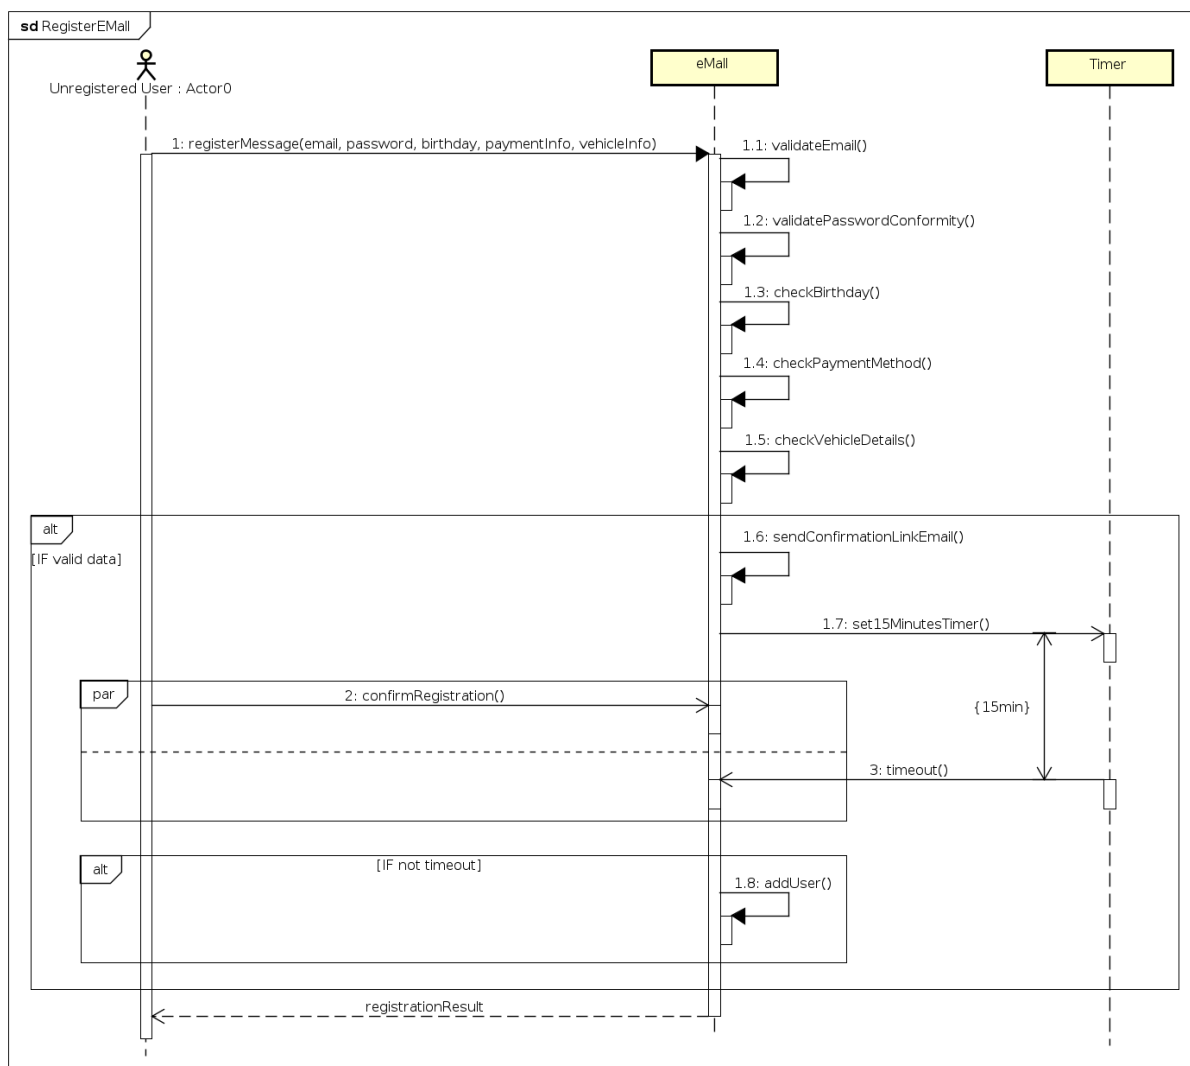 sd RegisterEMall
Unregistered User : Actor0
eMall
Timer
1: registerMessage(email, password, birthday, paymentInfo, vehicleInfo)
1.1: validateEmail()
1.2: validatePasswordConformity()
1.3: checkBirthday()
1.4: checkPaymentMethod()
1.5: checkVehicleDetails()
alt
[IF valid data]
1.6: sendConfirmationLinkEmail()
1.7: set15MinutesTimer()
par
2: confirmRegistration()
{15min}
3: timeout()
alt
[IF not timeout]
1.8: addUser()
registrationResult